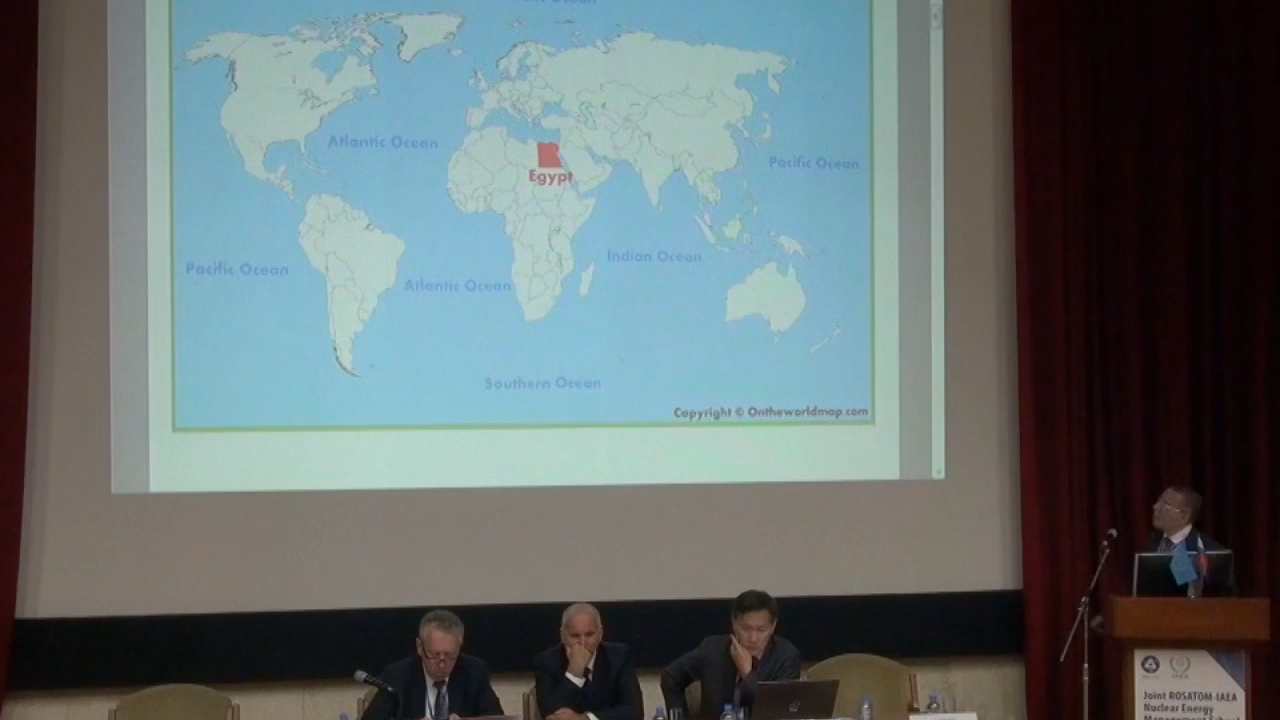 Atlantic Ocean
Pacific Ocean
Egypt
Indian Ocean
Pacific Ocean
Atlantic Ocean
Southern Ocean
Copyright © Ontheworldmap.com
IAEA
Joint ROSATOM-IAEA
Nuclear Energy